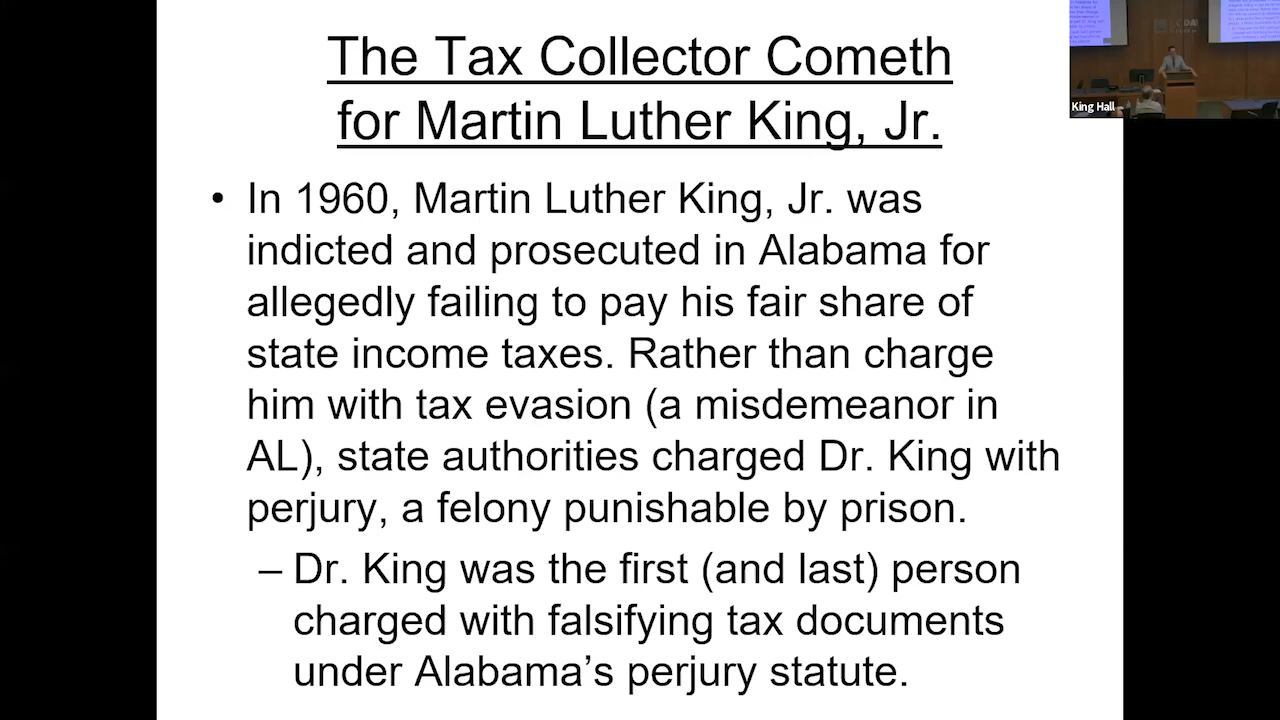 The Tax Collector Cometh
for Martin Luther King, Jr.
• In 1960, Martin Luther King, Jr. was
indicted and prosecuted in Alabama for
allegedly failing to pay his fair share of
state income taxes. Rather than charge
him with tax evasion (a misdemeanor in
AL), state authorities charged Dr. King with
perjury, a felony punishable by prison.
– Dr. King was the first (and last) person
charged with falsifying tax documents
under Alabama’s perjury statute.
King Hall